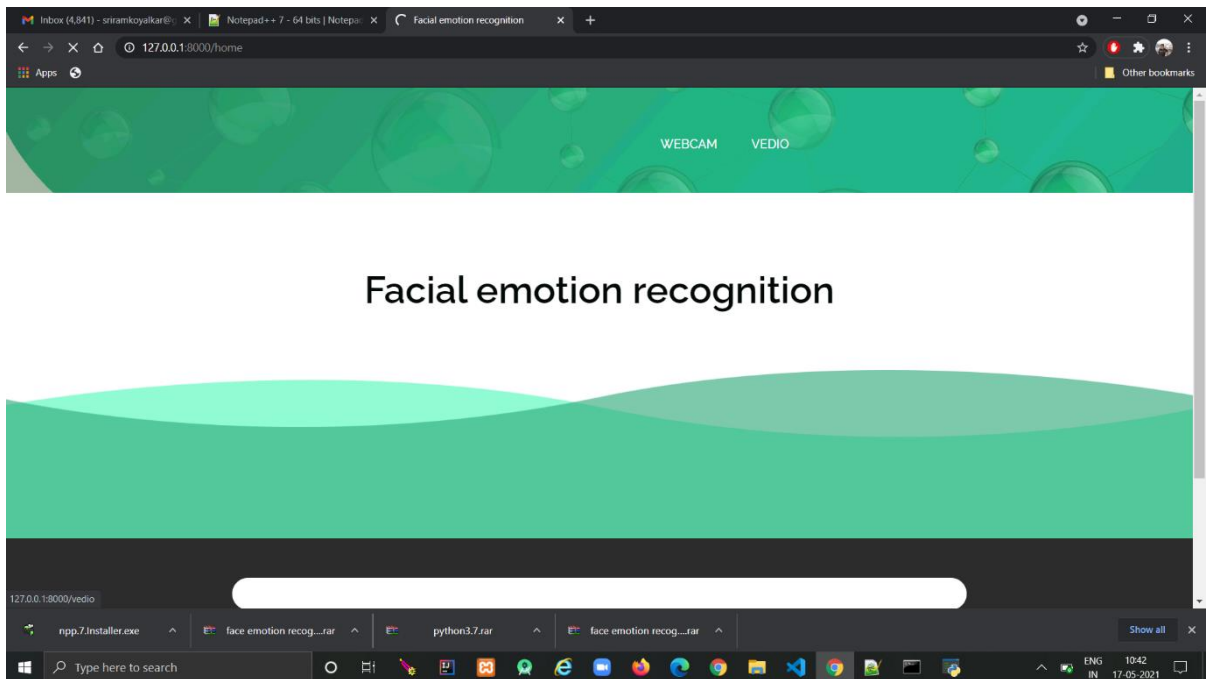 Inbox (4,841) - sriramkoyalkar@g
Notepad++ 7 - 64 bits | Notepad
Facial emotion recognition
127.0.0.1:8000/home
Apps
Other bookmarks
WEBCAM VEDIO
Facial emotion recognition
127.0.0.1:8000/vedio
npp.7.Installer.exe
face emotion recog....rar
python3.7.rar
face emotion recog....rar
Show all
Type here to search
ENG 10:42
IN 17-05-2021